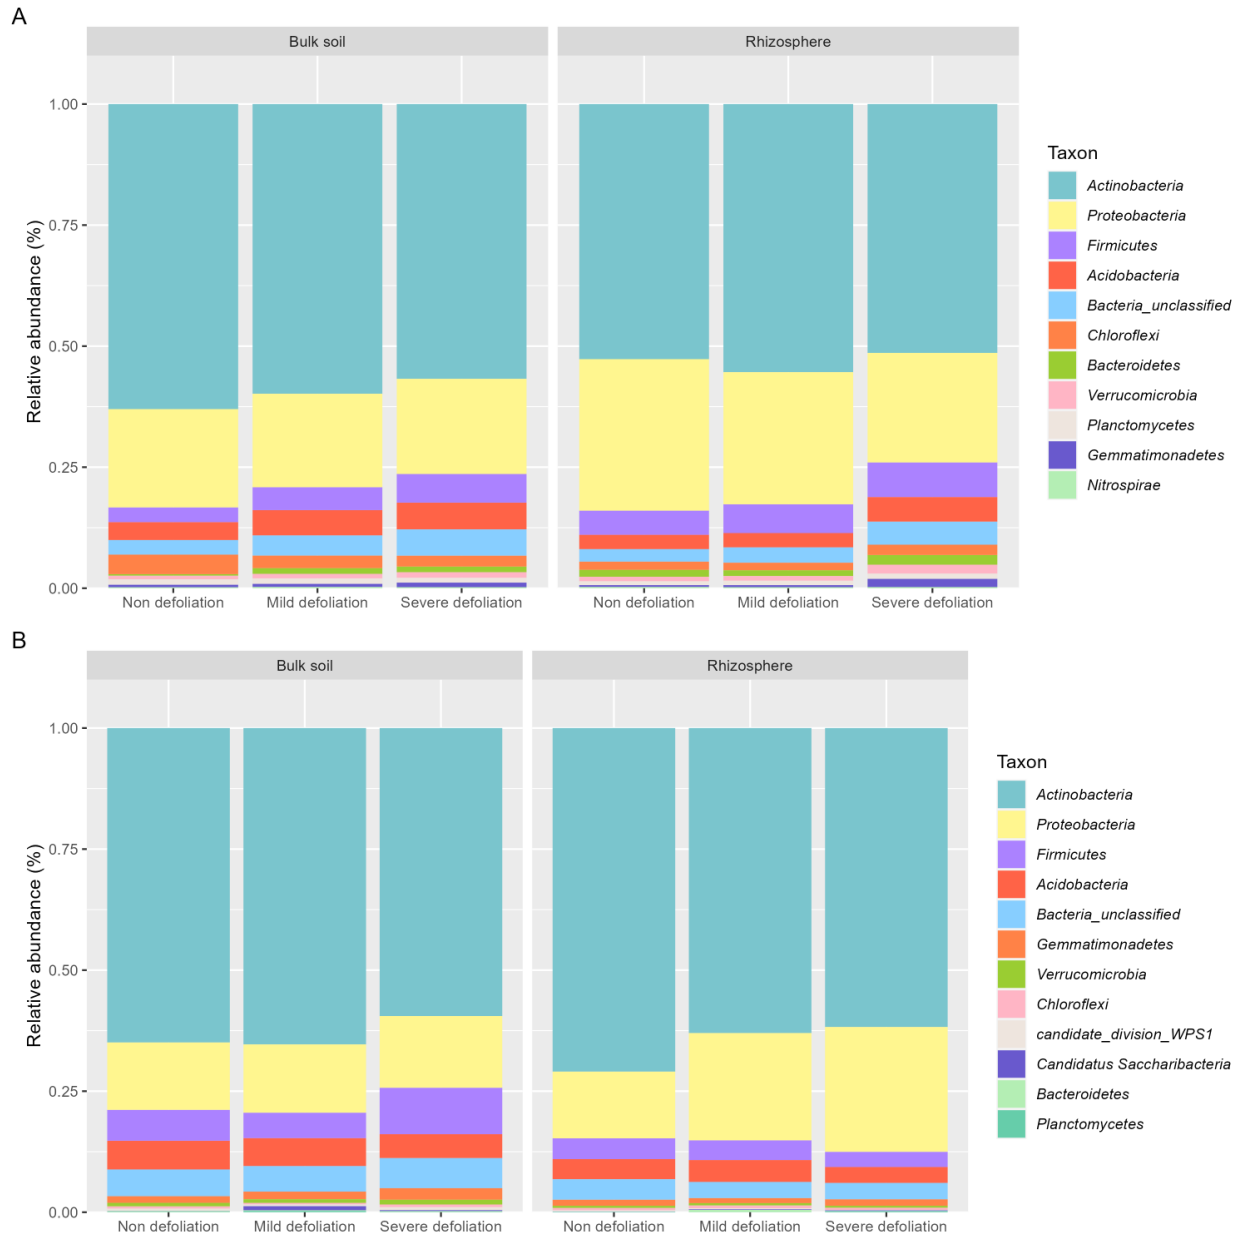 A
Bulk soil
Rhizosphere
Relative abundance (%)
1.00
0.75
0.50
0.25
0.00
Non defoliation
Mild defoliation
Severe defoliation
Non defoliation
Mild defoliation
Severe defoliation
Taxon
Actinobacteria
Proteobacteria
Firmicutes
Acidobacteria
Bacteria_unclassified
Chloroflexi
Bacteroidetes
Verrucomicrobia
Planctomycetes
Gemmatimonadetes
Nitrospirae
B
Bulk soil
Rhizosphere
Relative abundance (%)
1.00
0.75
0.50
0.25
0.00
Non defoliation
Mild defoliation
Severe defoliation
Non defoliation
Mild defoliation
Severe defoliation
Taxon
Actinobacteria
Proteobacteria
Firmicutes
Acidobacteria
Bacteria_unclassified
Gemmatimonadetes
Verrucomicrobia
Chloroflexi
candidate_division_WPS1
Candidatus Saccharibacteria
Bacteroidetes
Planctomycetes